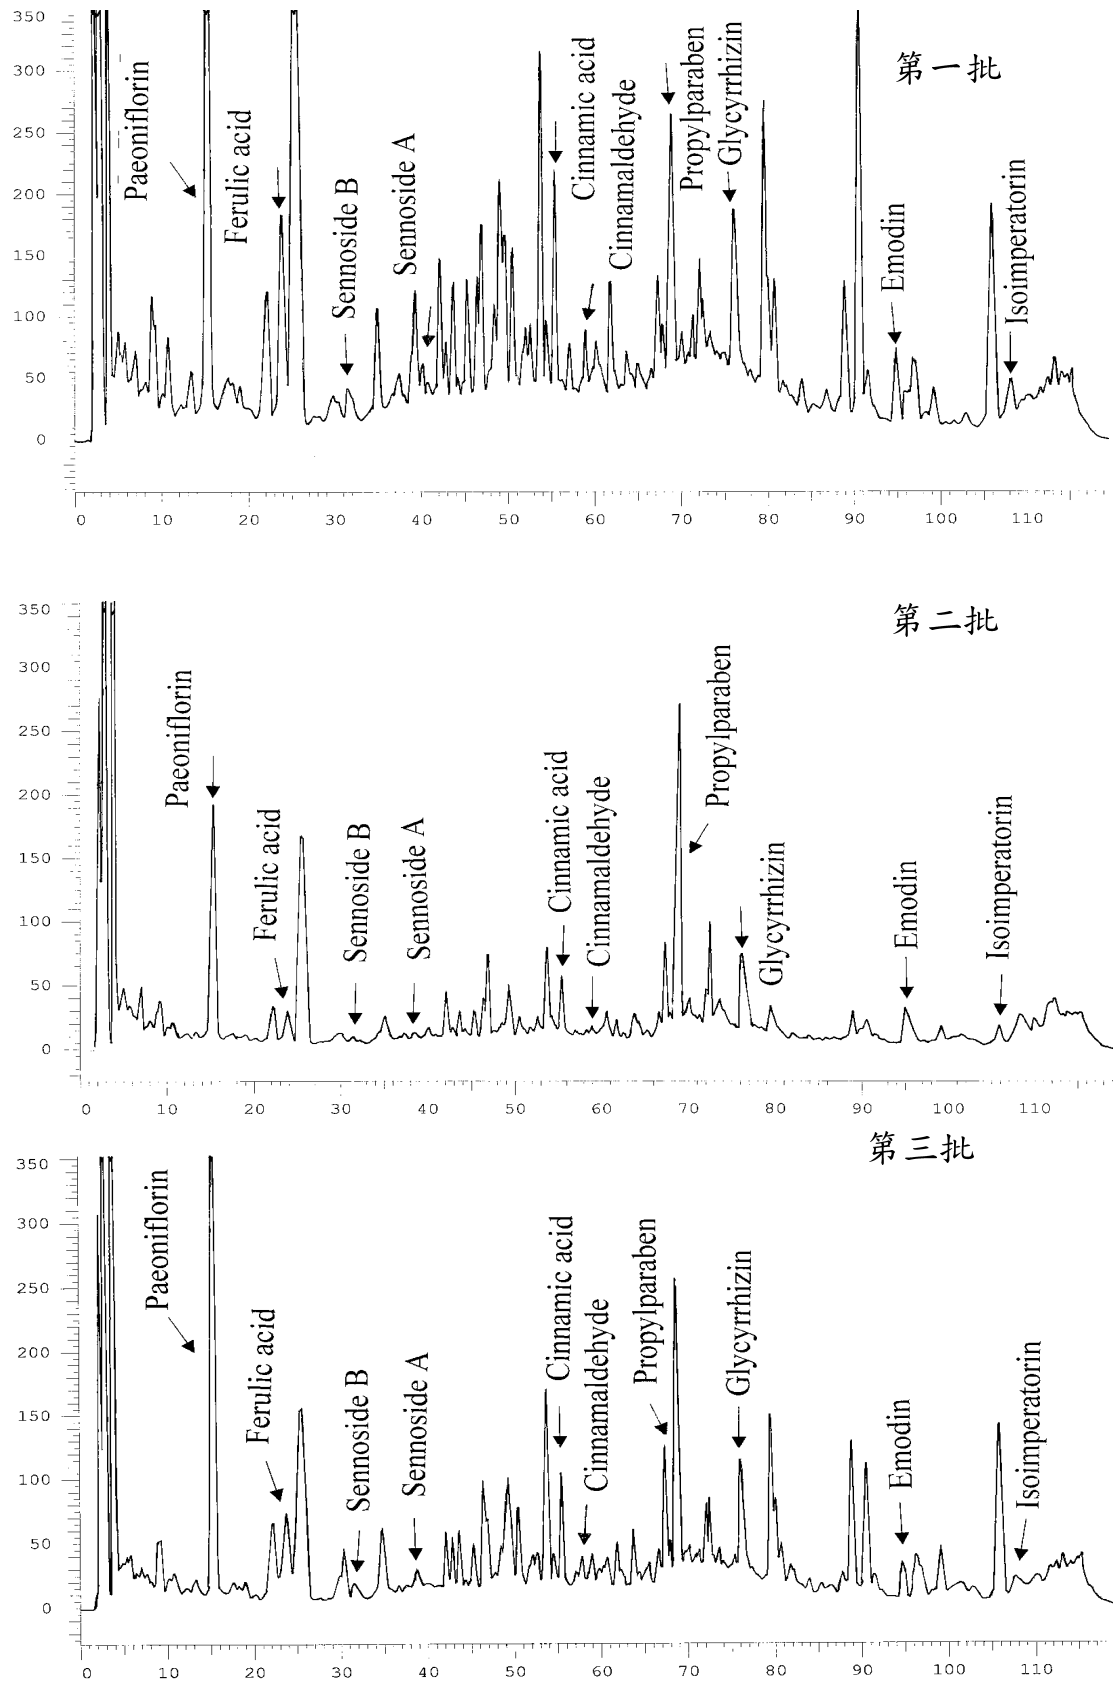 350
300
250
200
150
100
50
0
第一批
Paeoniflorin
Ferulic acid
Sennoside B
Sennoside A
Cinnamic acid
Cinnamaldehyde
Propylparaben
Glycyrrhizin
Emodin
Isoimperatorin
0 10 20 30 40 50 60 70 80 90 100 110
350
300
250
200
150
100
50
0
第二批
Paeoniflorin
Ferulic acid
Sennoside B
Sennoside A
Cinnamic acid
Cinnamaldehyde
Propylparaben
Glycyrrhizin
Emodin
Isoimperatorin
0 10 20 30 40 50 60 70 80 90 100 110
第三批
350
300
250
200
150
100
50
0
Paeoniflorin
Ferulic acid
Sennoside B
Sennoside A
Cinnamic acid
Cinnamaldehyde
Propylparaben
Glycyrrhizin
Emodin
Isoimperatorin
0 10 20 30 40 50 60 70 80 90 100 110